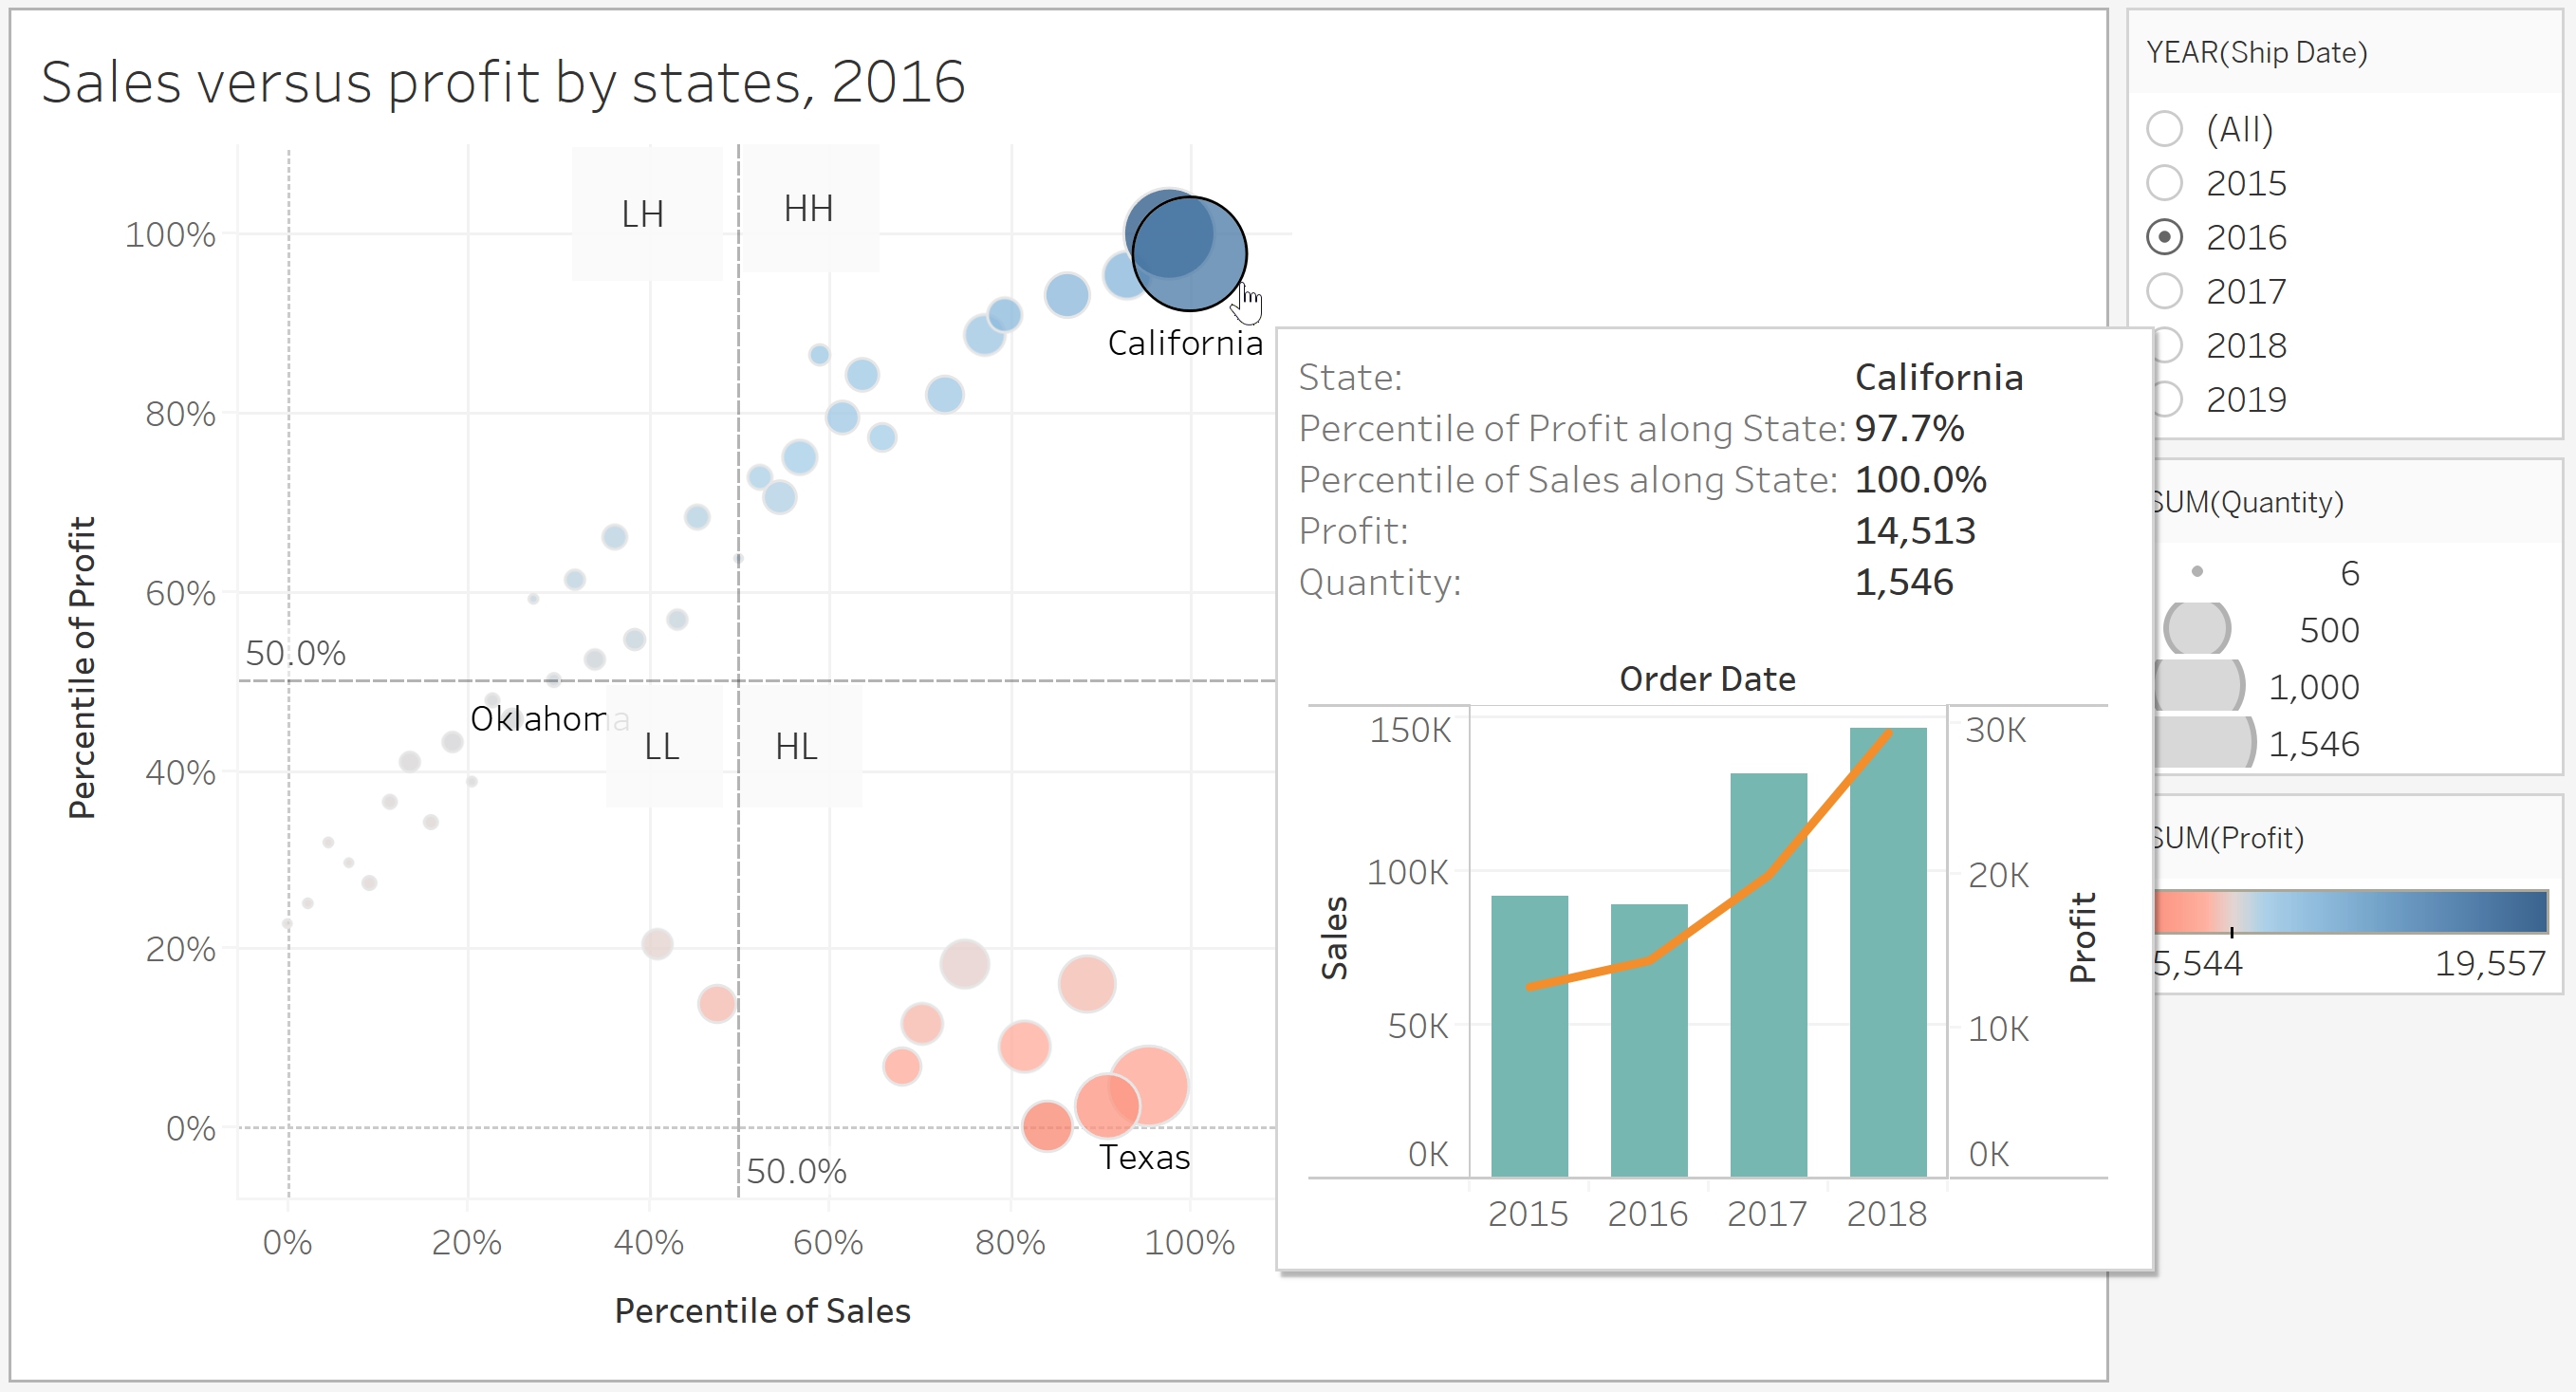 Sales versus profit by states, 2016
LH
HH
100%
80%
60%
40%
20%
0%
Percentile of Profit
50.0%
Oklahoma
LL
HL
California
Texas
50.0%
0%
20%
40%
60%
80%
100%
Percentile of Sales
State: California
Percentile of Profit along State: 97.7%
Percentile of Sales along State: 100.0%
Profit: 14,513
Quantity: 1,546
Order Date
150K
100K
50K
0K
Sales
30K
20K
10K
0K
Profit
2015 2016 2017 2018
YEAR(Ship Date)
(All)
2015
2016
2017
2018
2019
SUM(Quantity)
6
500
1,000
1,546
SUM(Profit)
5,544 19,557